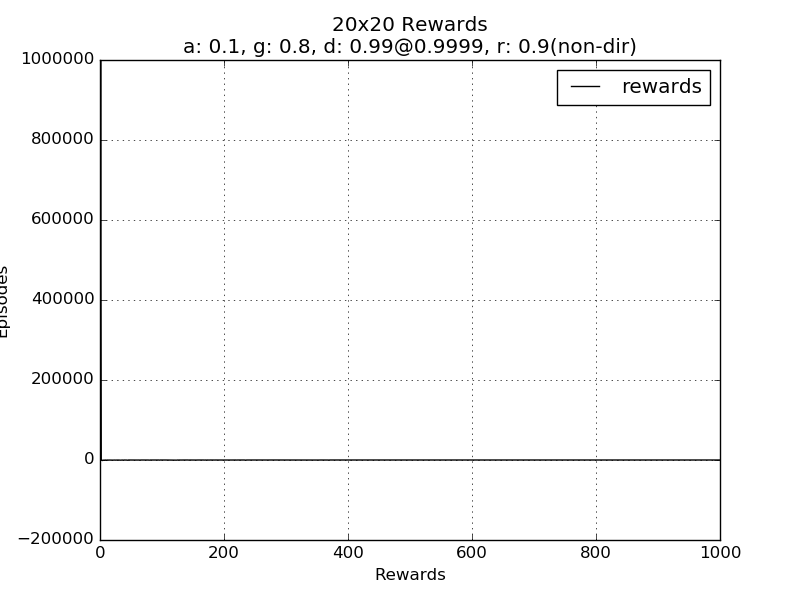 20x20 Rewards
a: 0.1, g: 0.8, d: 0.99@0.9999, r: 0.9(non-dir)
1000000
rewards
800000
600000
400000
Episodes
200000
0
−200000
0 200 400 600 800 1000
Rewards